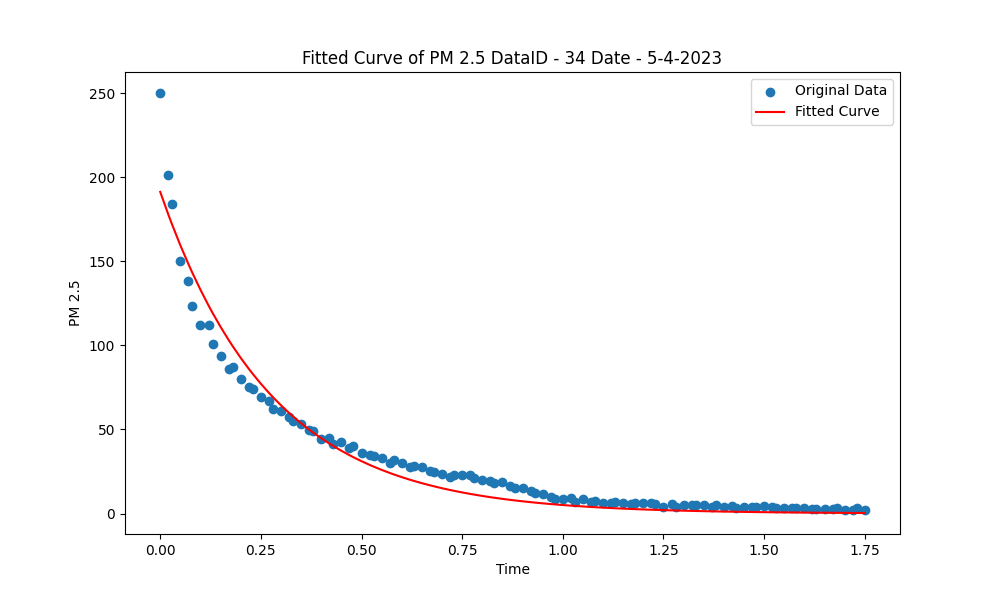 Fitted Curve of PM 2.5 DataID - 34 Date - 5-4-2023
Original Data
Fitted Curve
250
200
150
100
50
0
PM 2.5
0.00 0.25 0.50 0.75 1.00 1.25 1.50 1.75
Time